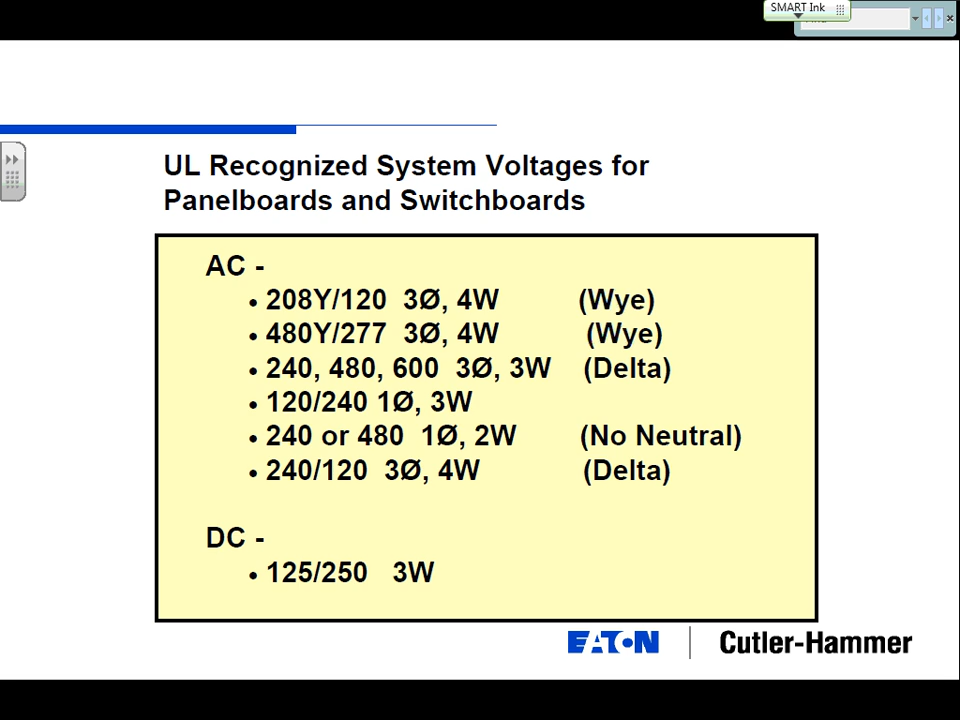 SMART Ink
UL Recognized System Voltages for
Panelboards and Switchboards
AC -
• 208Y/120 3Ø, 4W (Wye)
• 480Y/277 3Ø, 4W (Wye)
• 240, 480, 600 3Ø, 3W (Delta)
• 120/240 1Ø, 3W
• 240 or 480 1Ø, 2W (No Neutral)
• 240/120 3Ø, 4W (Delta)
DC -
• 125/250 3W
EATON | Cutler-Hammer